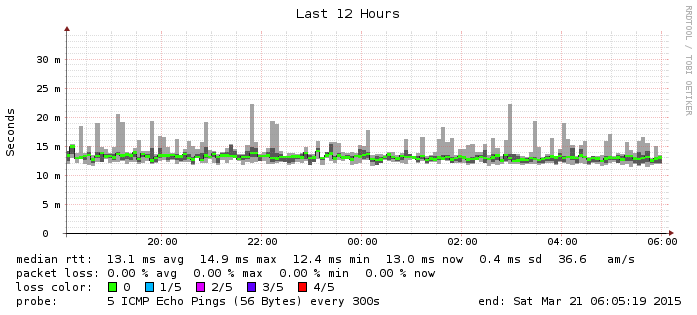 Last 12 Hours
RRDTOOL / TOBI OETIKER
Seconds
30 m
25 m
20 m
15 m
10 m
5 m
0
20:00 22:00 00:00 02:00 04:00 06:00
median rtt: 13.1 ms avg 14.9 ms max 12.4 ms min 13.0 ms now 0.4 ms sd 36.6 am/s
packet loss: 0.00 % avg 0.00 % max 0.00 % min 0.00 % now
loss color: 0 1/5 2/5 3/5 4/5
probe: 5 ICMP Echo Pings (56 Bytes) every 300s end: Sat Mar 21 06:05:19 2015